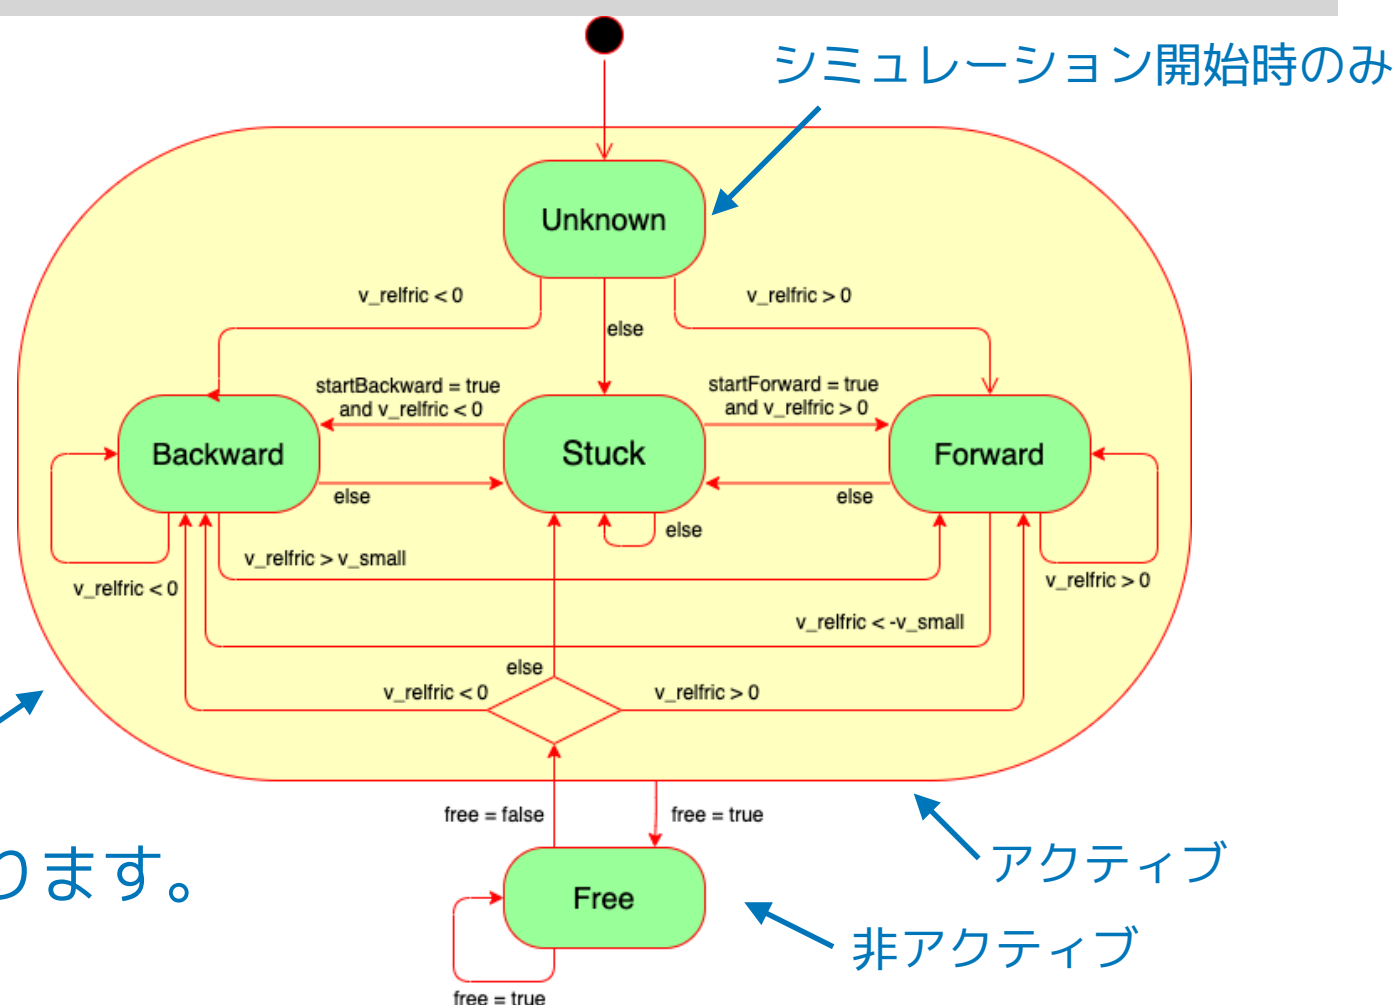 シミュレーション開始時のみ
Unknown
v_relfric < 0
v_relfric > 0
else
startBackward = true
and v_relfric < 0
startForward = true
and v_relfric > 0
Backward
Stuck
Forward
else
else
else
v_relfric > v_small
v_relfric < 0
v_relfric > 0
v_relfric < -v_small
else
v_relfric < 0
v_relfric > 0
free = false
free = true
アクティブ
ります。
Free
非アクティブ
free = true